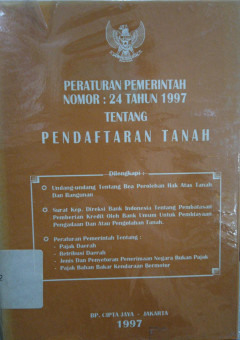 PERATURAN PEMERINTAH
NOMOR : 24 TAHUN 1997
TENTANG
PENDAFTARAN TANAH
Dilengkapi :
Undang-undang Tentang Bea Perolehan Hak Atas Tanah
Dan Bangunan
Surat Kep. Direksi Bank Indonesia Tentang Pembatasan
Pemberian Kredit Oleh Bank Umum Untuk Pembiayaan
Pengadaan Dan Atau Pengolahan Tanah.
Peraturan Pemerintah Tentang :
- Pajak Daerah
- Retribusi Daerah
- Jenis Dan Penyetoran Penerimaan Negara Bukan Pajak
- Pajak Bahan Bakar Kendaraan Bermotor
BP. CIPTA JAYA - JAKARTA
1997
2